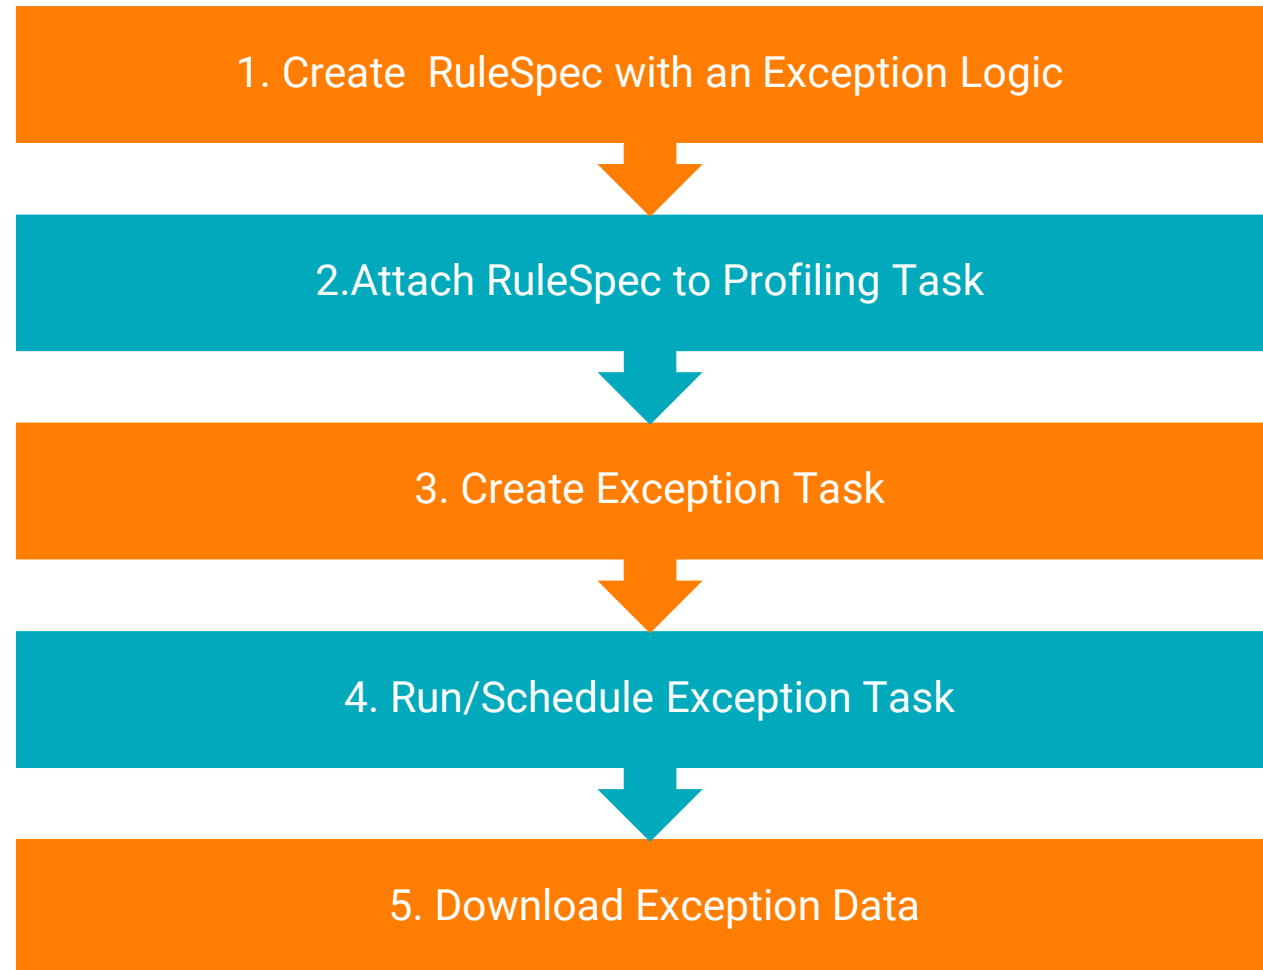 1. Create  RuleSpec with an Exception Logic
2.Attach RuleSpec to Profiling Task
3. Create Exception Task
4. Run/Schedule Exception Task
5. Download Exception Data